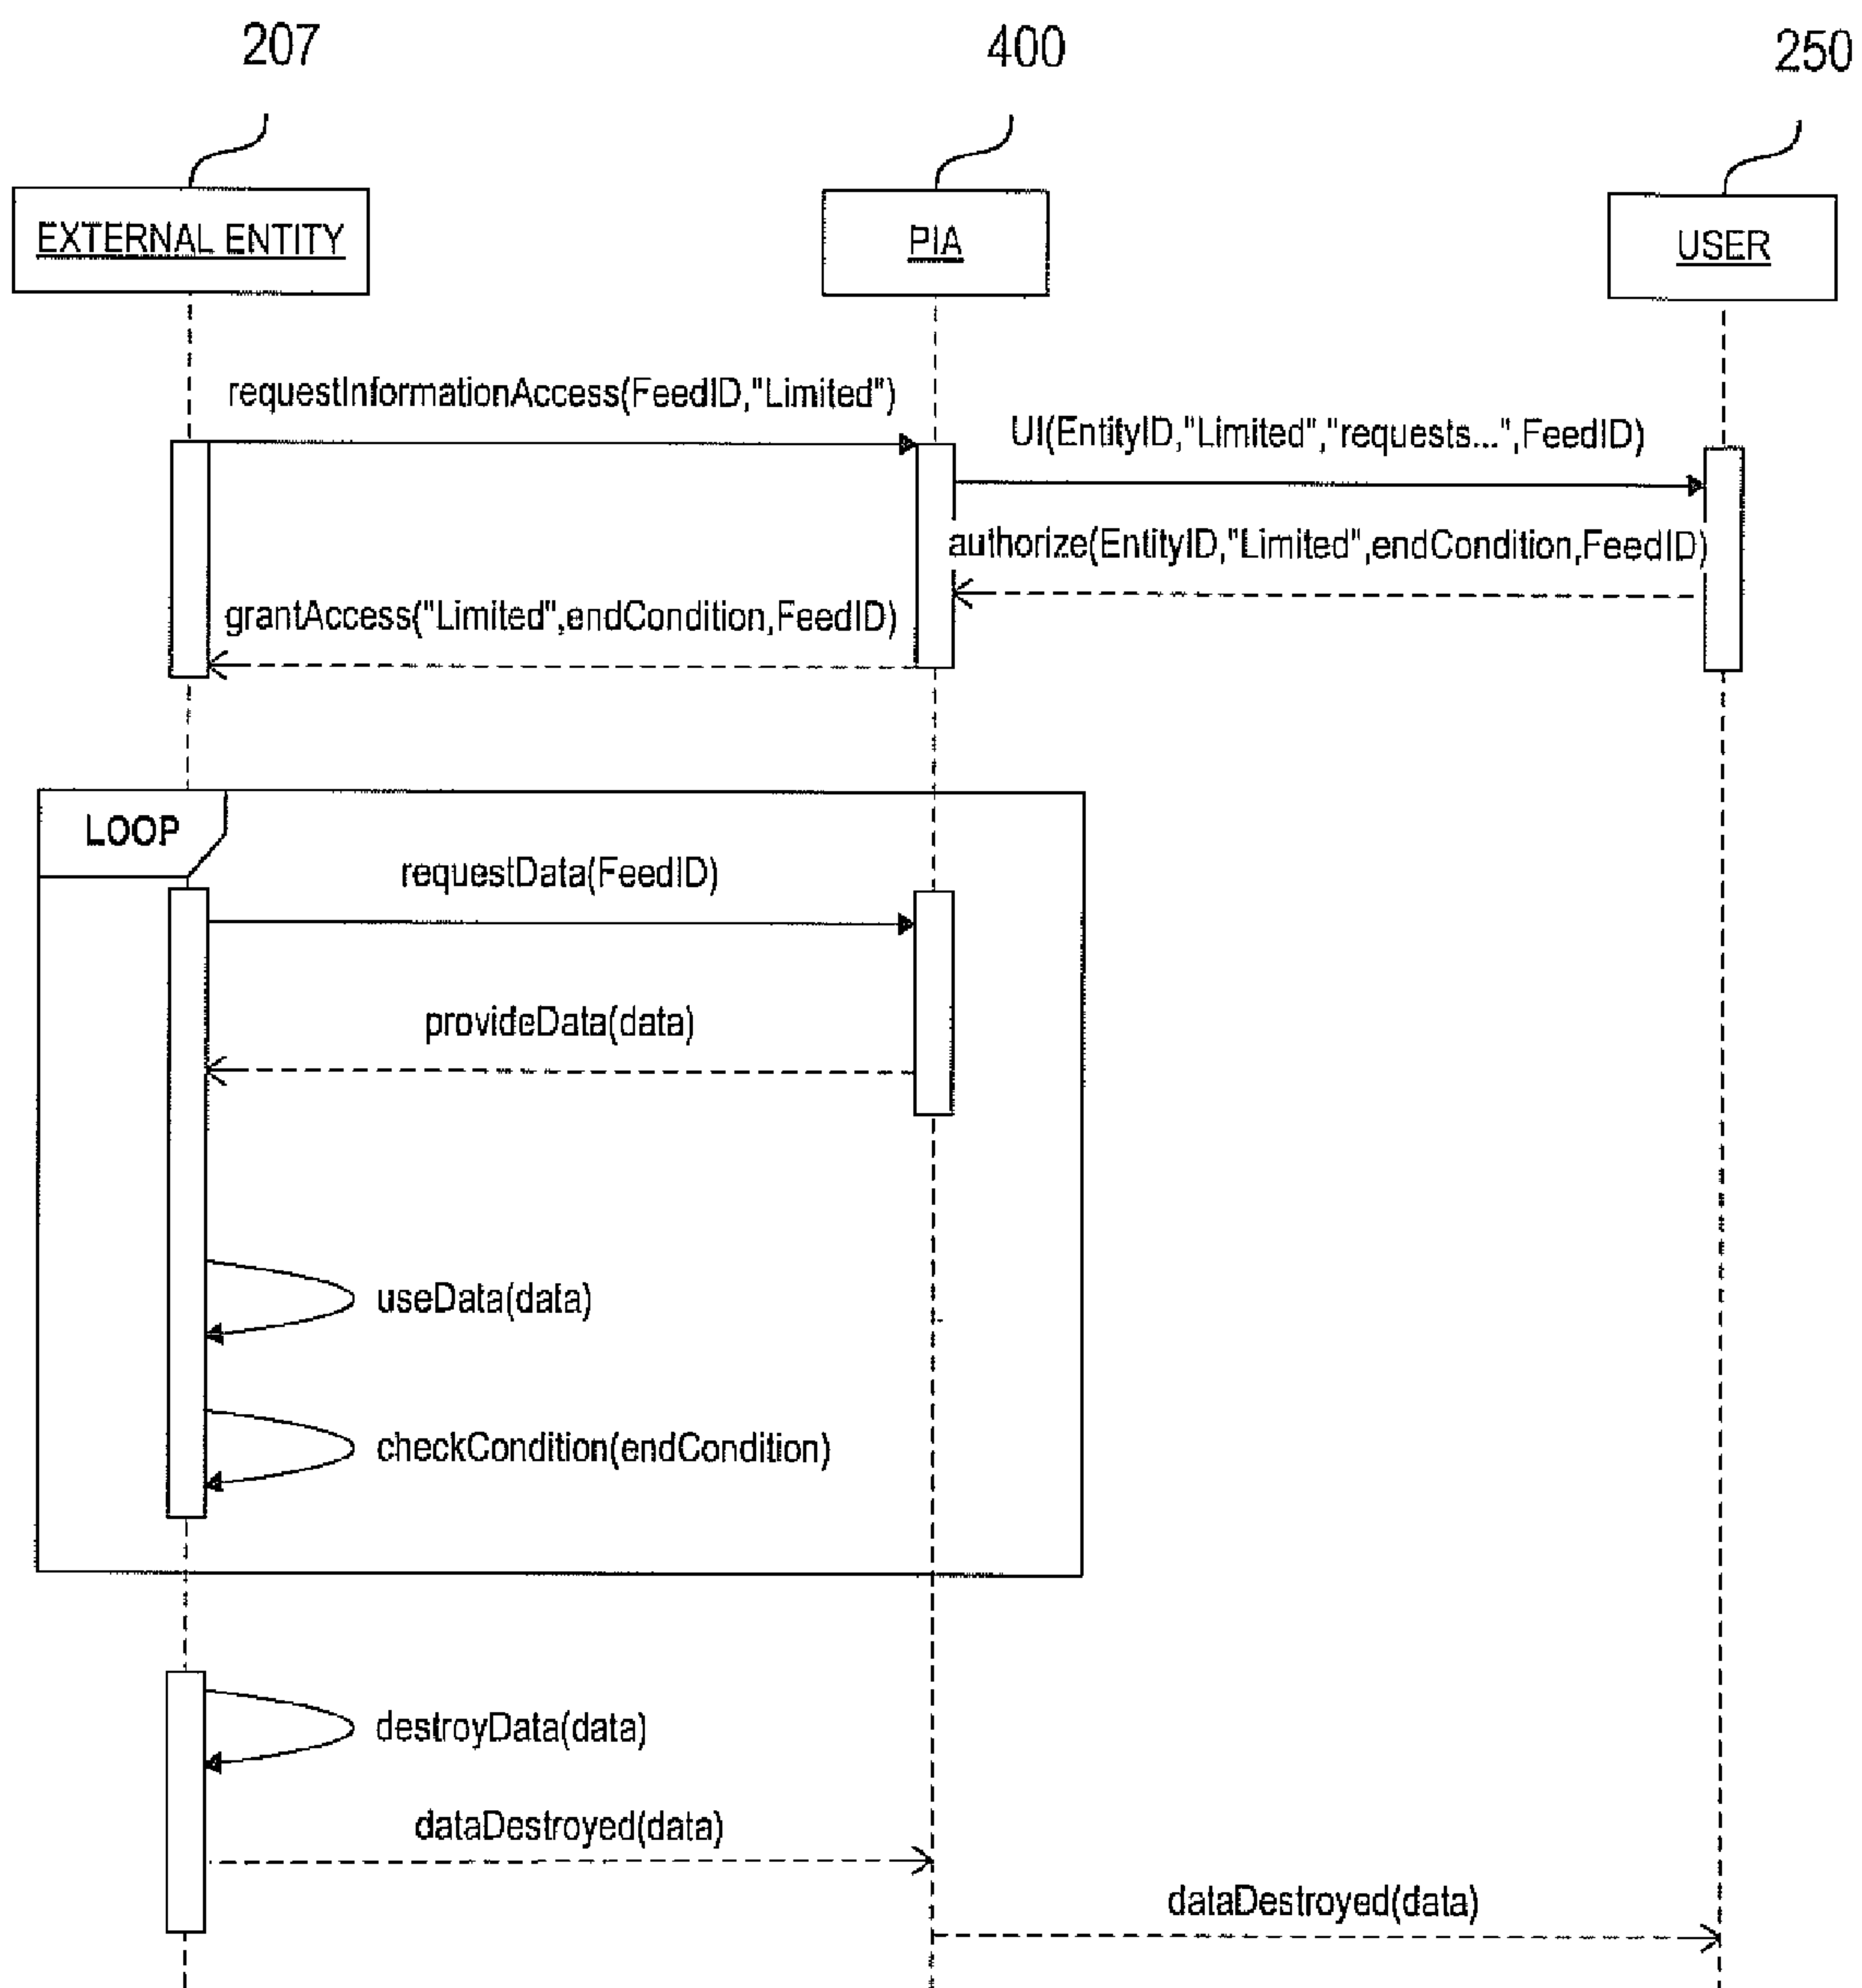 207
400
250
EXTERNAL ENTITY
PIA
USER
requestInformationAccess(FeedID,"Limited")
UI(EntityID,"Limited","requests...",FeedID)
authorize(EntityID,"Limited",endCondition,FeedID)
grantAccess("Limited",endCondition,FeedID)
LOOP
requestData(FeedID)
provideData(data)
useData(data)
checkCondition(endCondition)
destroyData(data)
dataDestroyed(data)
dataDestroyed(data)